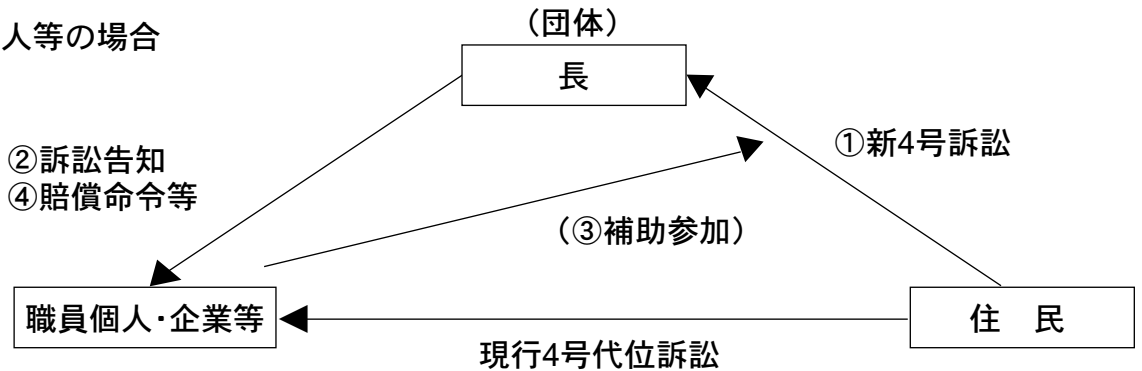 人等の場合
（団体）
長
②訴訟告知
④賠償命令等
①新4号訴訟
（③補助参加）
職員個人・企業等
住　民
現行4号代位訴訟